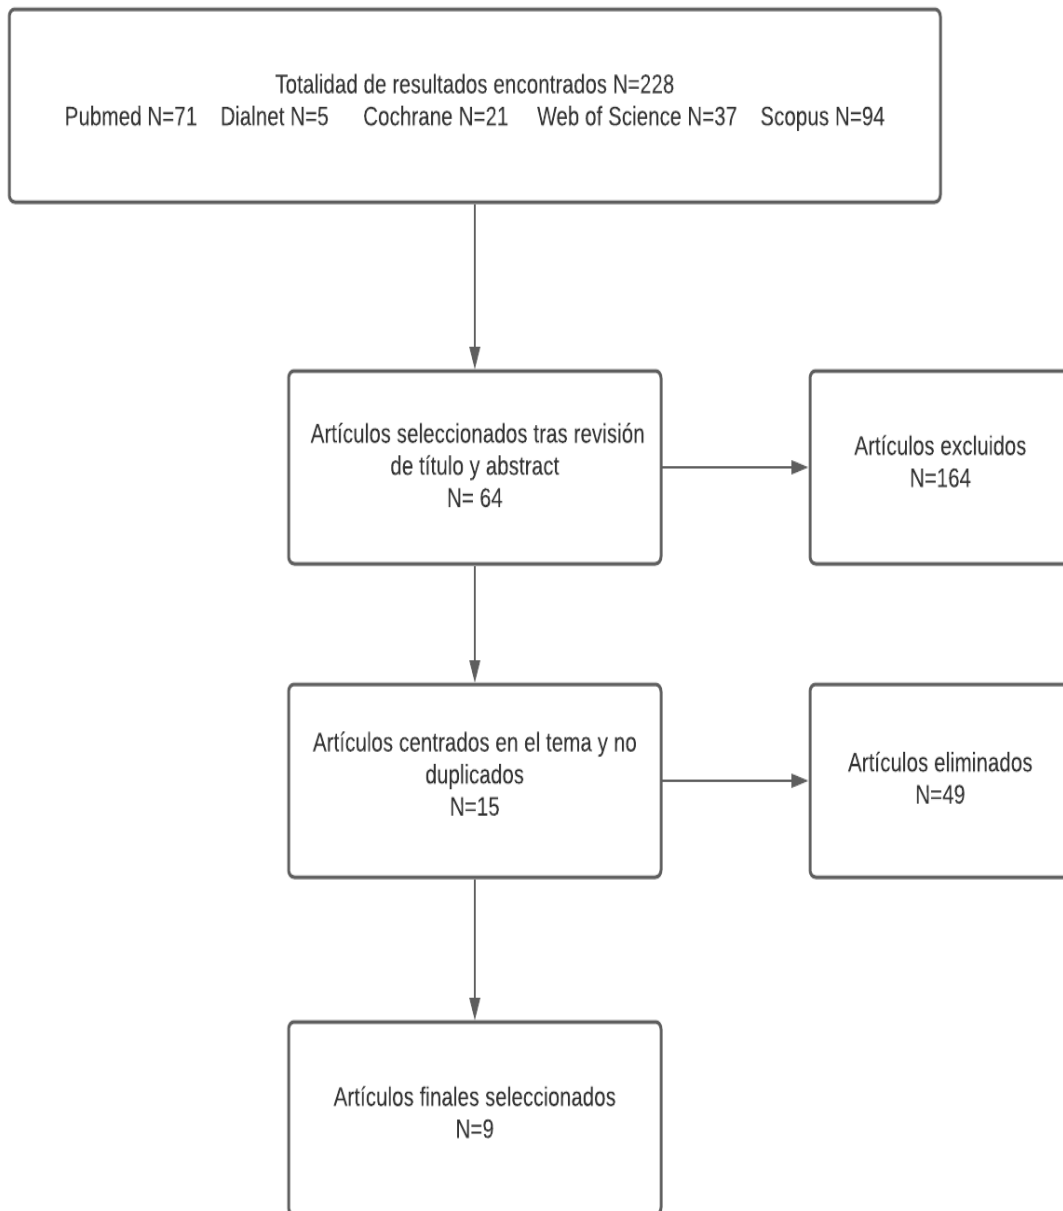 Totalidad de resultados encontrados N=228
Pubmed N=71 Dialnet N=5 Cochrane N=21 Web of Science N=37 Scopus N=94
Artículos seleccionados tras revisión
de título y abstract
N= 64
Artículos excluidos
N=164
Artículos centrados en el tema y no
duplicados
N=15
Artículos eliminados
N=49
Artículos finales seleccionados
N=9